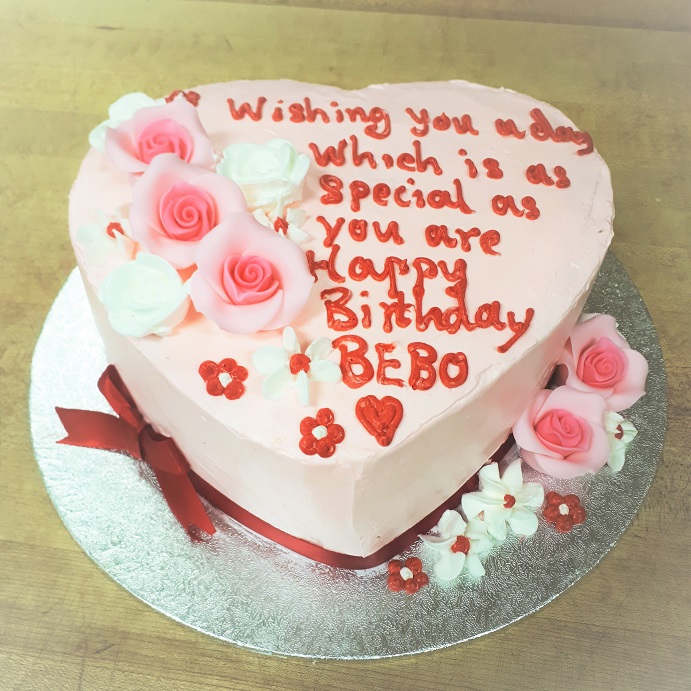 Wishing you a day
Which is as
special as
you are
Happy
Birthday
BEBO